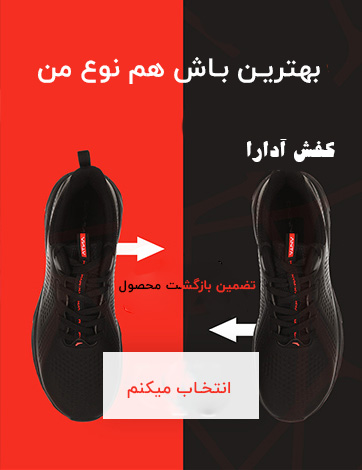 بهترین باش هم نوع من
کفش آدارا
تضمین بازگشت محصول
انتخاب میکنم